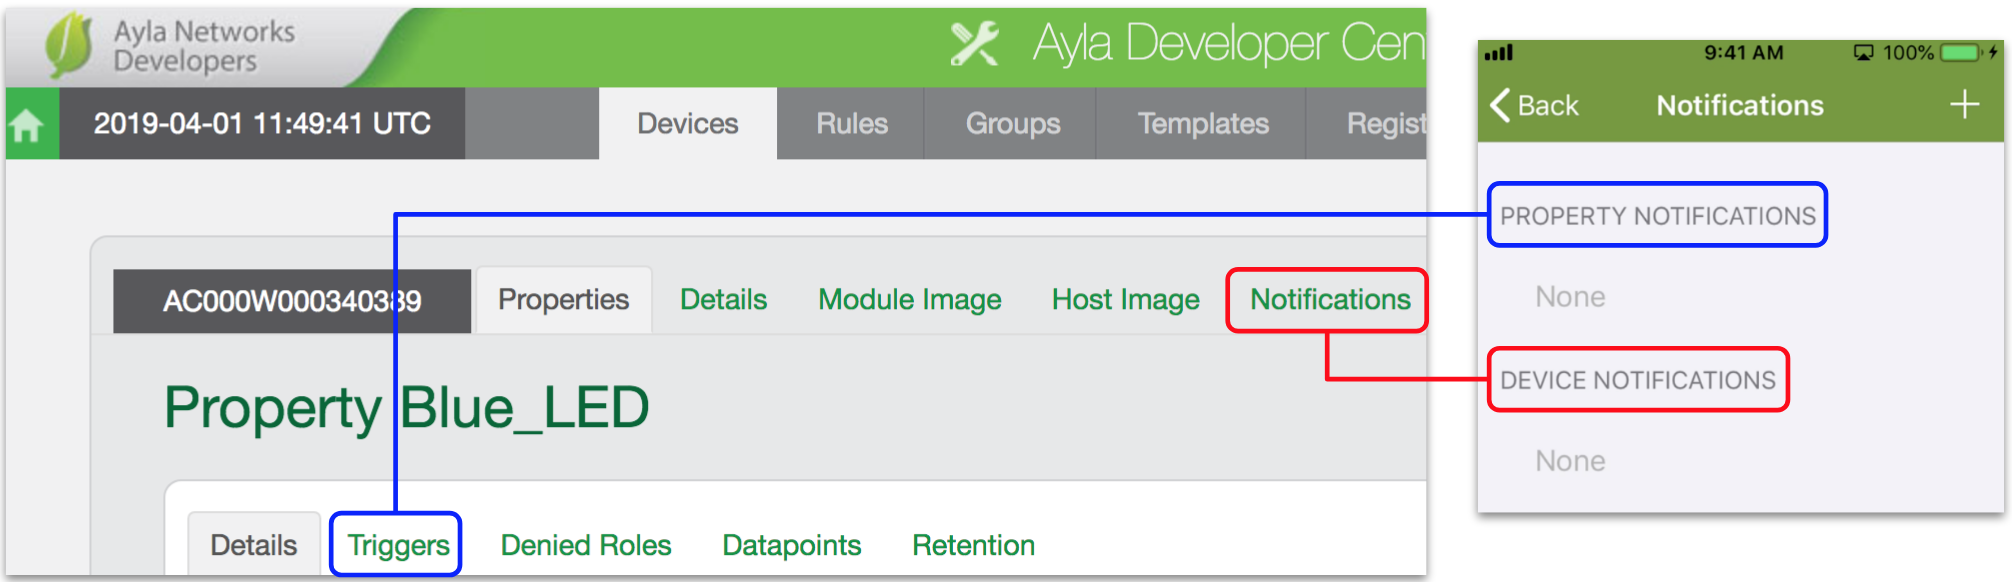 Ayla Networks
Developers
Ayla Developer Cen
2019-04-01 11:49:41 UTC
Devices
Rules
Groups
Templates
Regist
AC000W000340389
Properties
Details
Module Image
Host Image
Notifications
Property Blue_LED
Details
Triggers
Denied Roles
Datapoints
Retention
9:41 AM
100%
Back
Notifications
PROPERTY NOTIFICATIONS
None
DEVICE NOTIFICATIONS
None